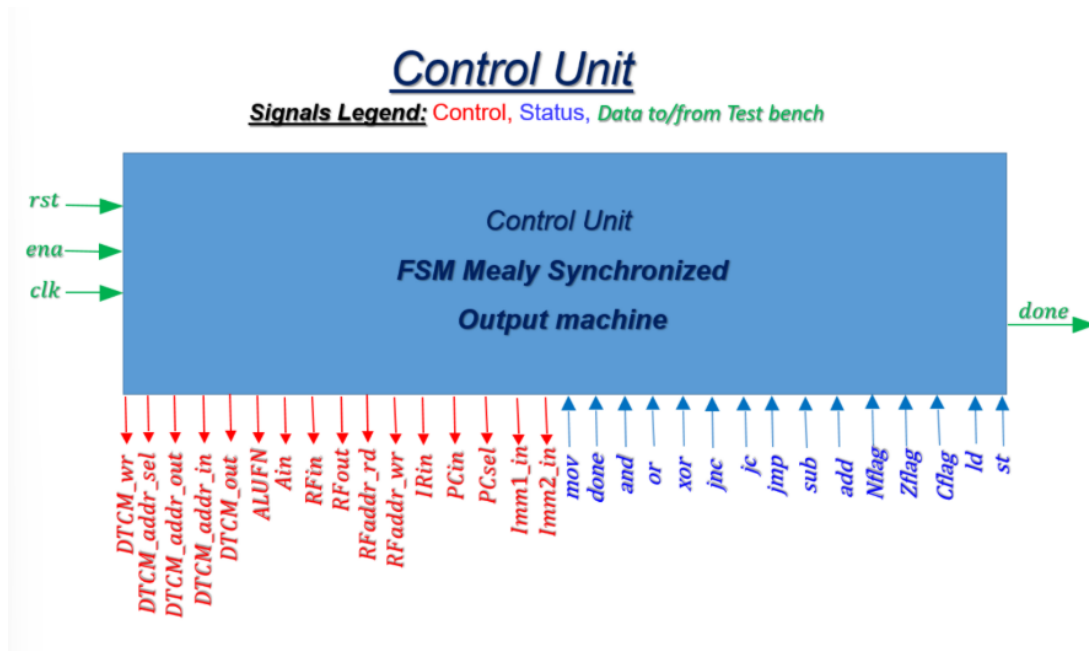 Control Unit
Signals Legend: Control, Status, Data to/from Test bench
rst
ena
clk
Control Unit
FSM Mealy Synchronized
Output machine
done
DTCM_wr
DTCM_addr_sel
DTCM_addr_out
DTCM_addr_in
DTCM_out
ALUFN
Ain
RFin
RFout
RFaddr_rd
RFaddr_wr
IRin
PCin
PCsel
Imm1_in
Imm2_in
mov
done
and
or
xor
jnc
jc
jmp
sub
add
Nflag
Zflag
Cflag
ld
st